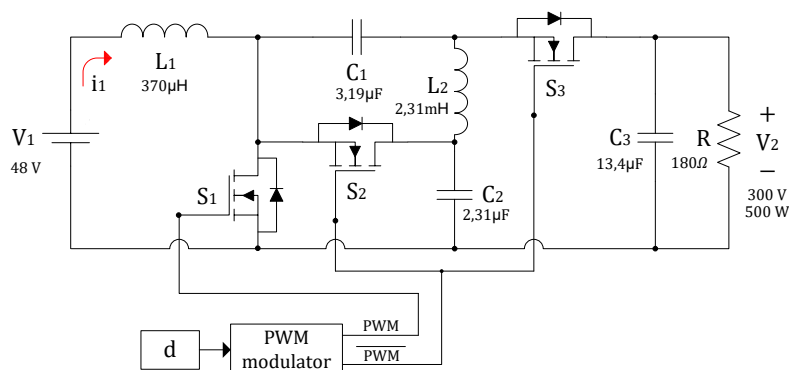 L1
370µH
i1
V1
48 V
C1
3,19µF
L2
2,31mH
S3
S1
S2
C2
2,31µF
C3
13,4µF
R
180Ω
+
V2
−
300 V
500 W
d
PWM
modulator
PWM
PWM